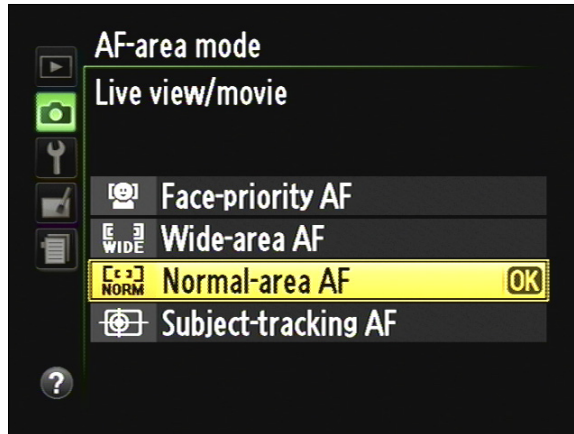 AF-area mode
Live view/movie
Face-priority AF
WIDE Wide-area AF
NORM Normal-area AF OK
Subject-tracking AF
?